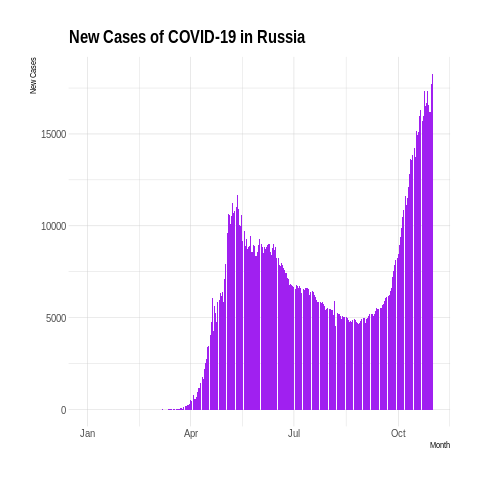 New Cases of COVID-19 in Russia
New Cases
15000
10000
5000
0
Jan Apr Jul Oct
Month